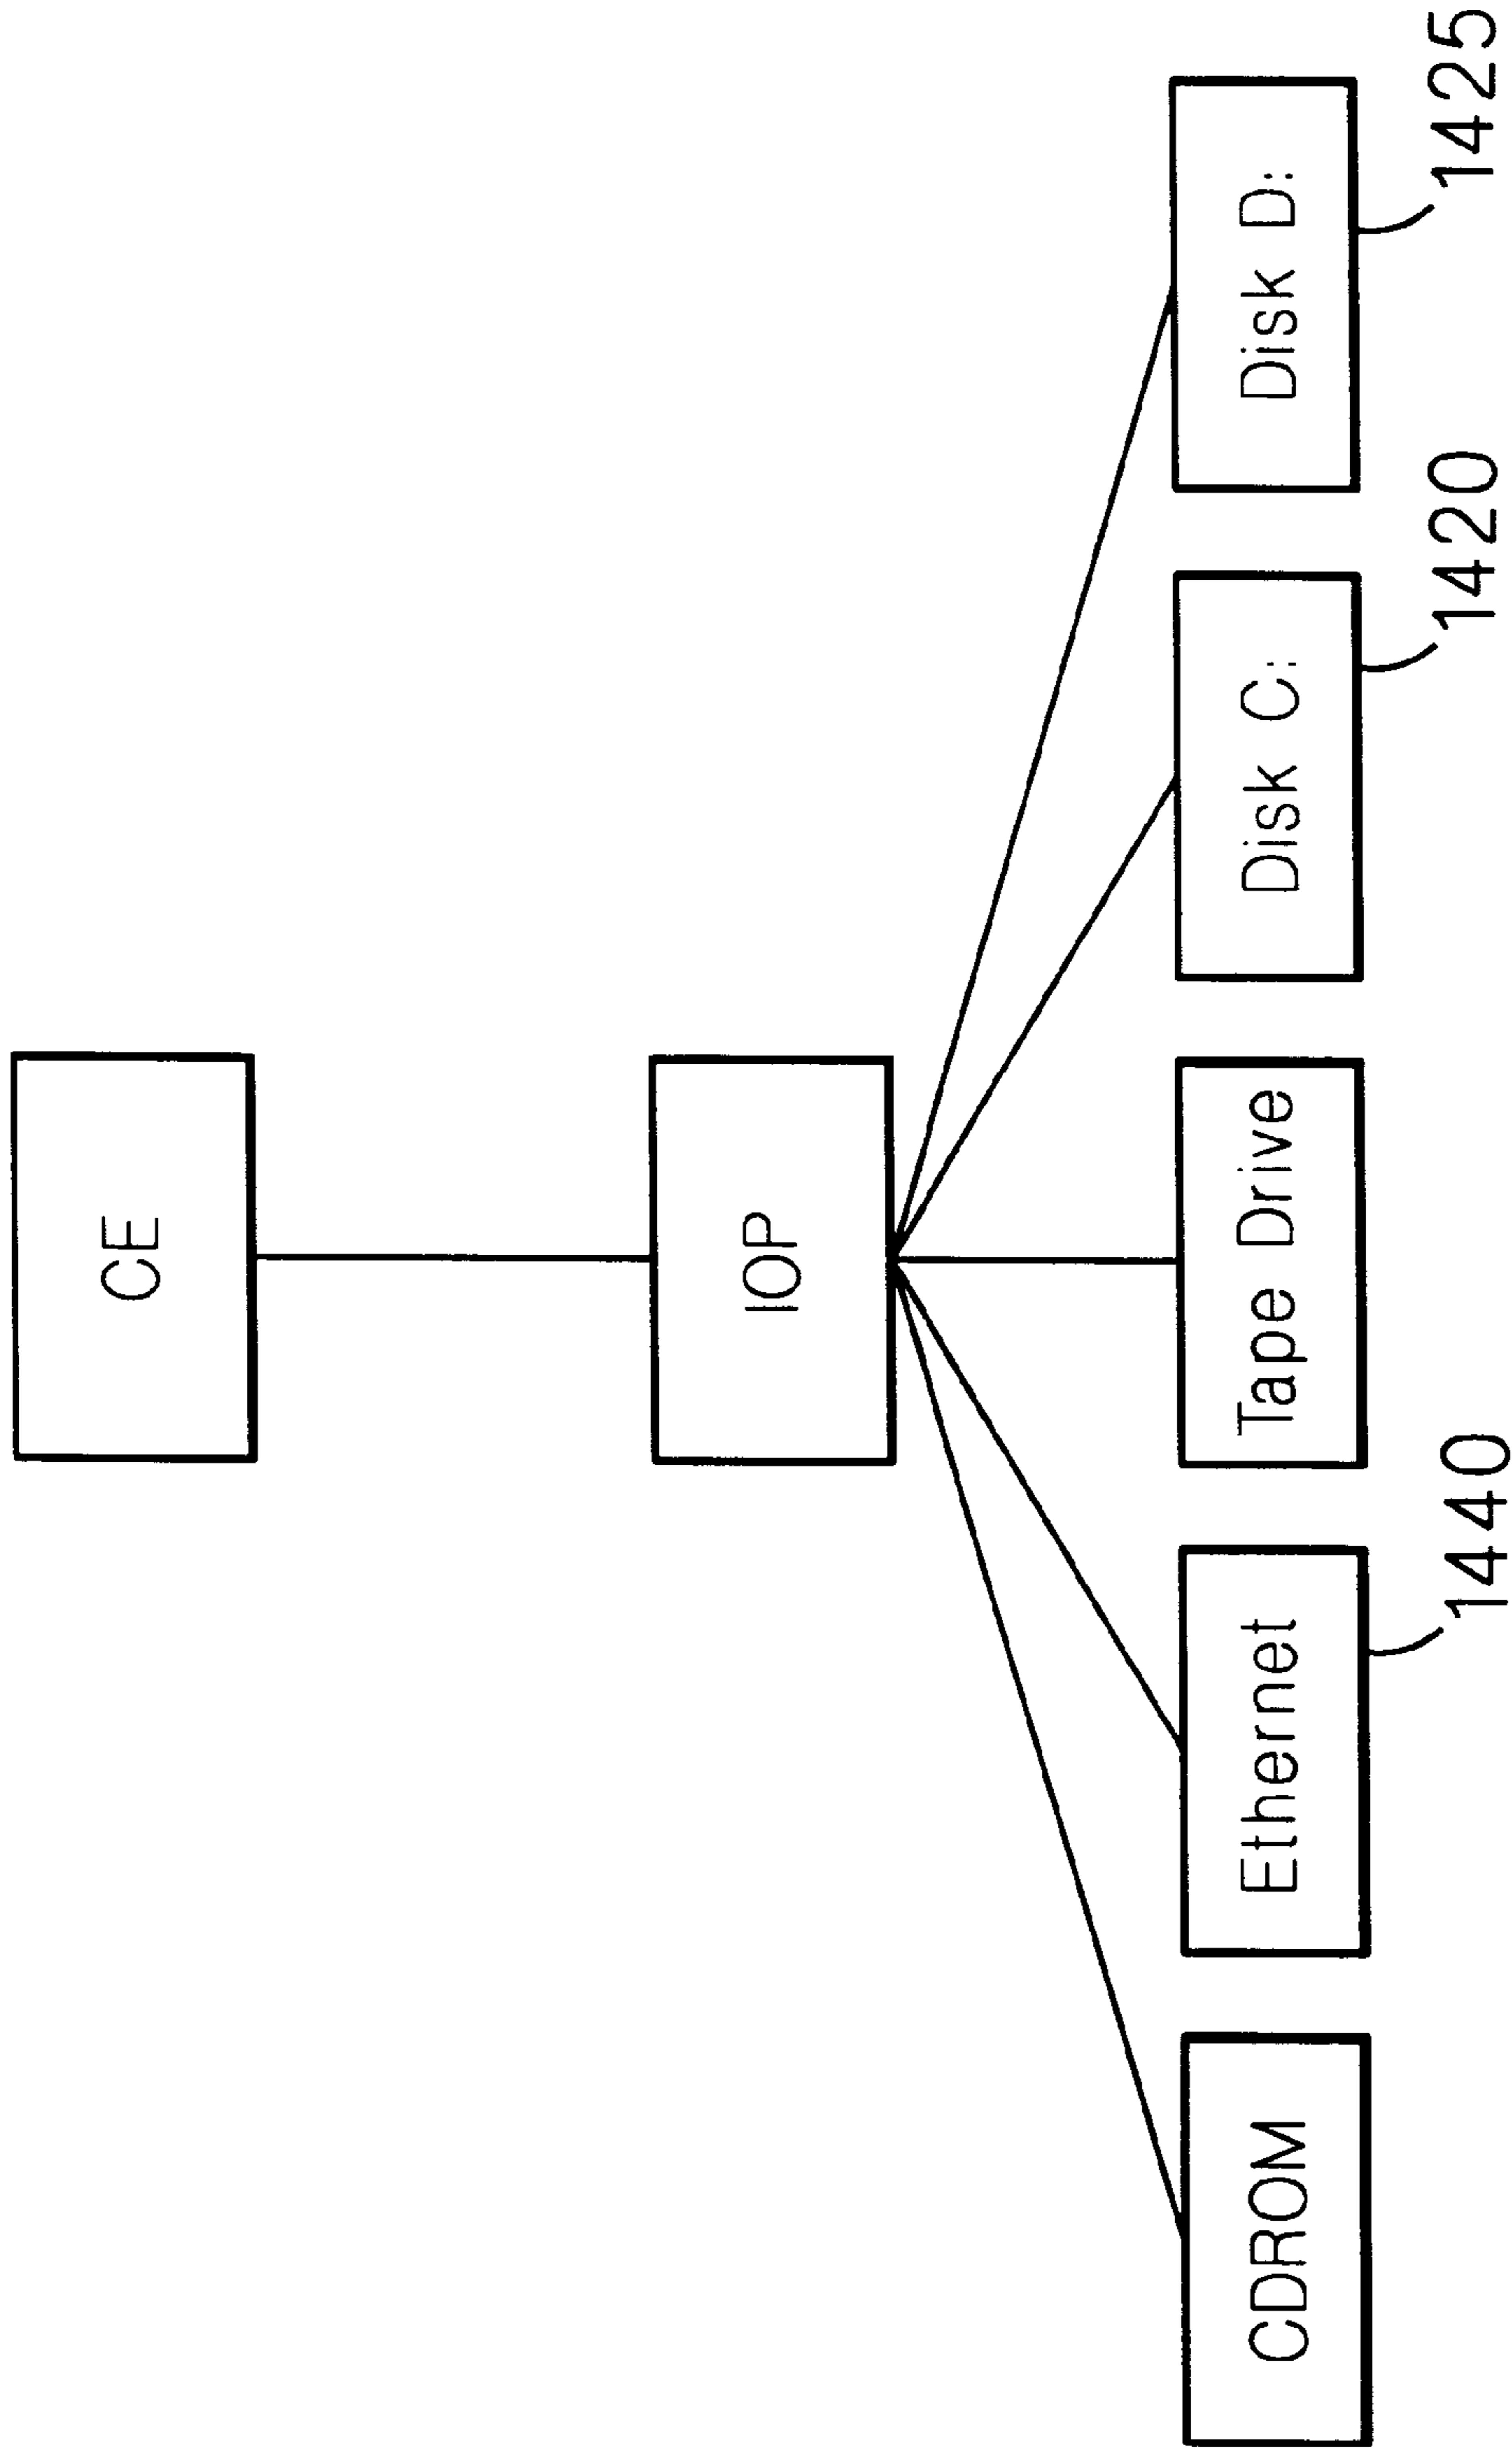 CE
IOP
CDROM
Ethernet
Tape Drive
Disk C:
Disk D:
1440
1420
1425